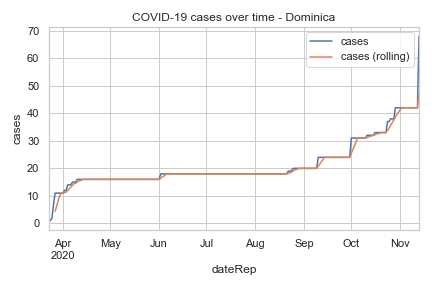 COVID-19 cases over time - Dominica
cases
cases (rolling)
70
60
50
40
30
20
10
0
cases
Apr May Jun Jul Aug Sep Oct Nov
2020
dateRep